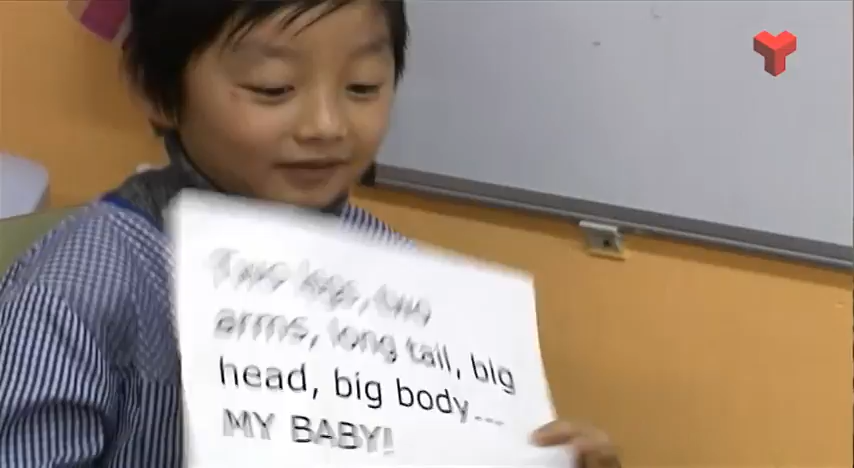 Two legs, two
arms, long tail, big
head, big body---
MY BABY!